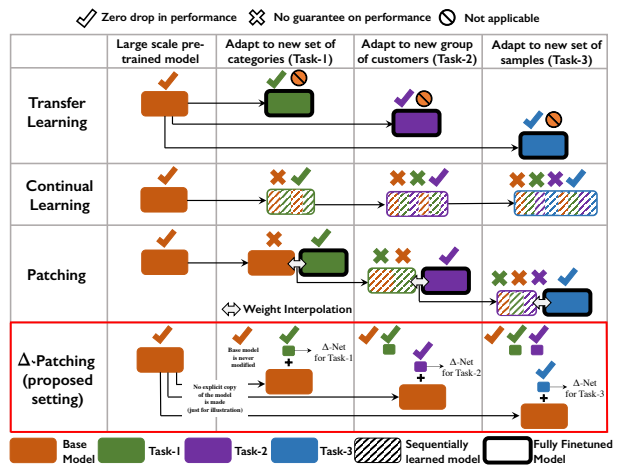 Zero drop in performance
No guarantee on performance
Not applicable
Large scale pre-
trained model
Adapt to new set of
categories (Task-1)
Adapt to new group
of customers (Task-2)
Adapt to new set of
samples (Task-3)
Transfer
Learning
Continual
Learning
Patching
Weight Interpolation
Δ-Patching
(proposed
setting)
Base model
is never
modified
Δ-Net
for Task-1
+
Δ-Net
for Task-2
+
Δ-Net
for Task-3
+
No explicit copy
of the model
is made
(just for illustration)
Base
Model
Task-1
Task-2
Task-3
Sequentially
learned model
Fully Finetuned
Model